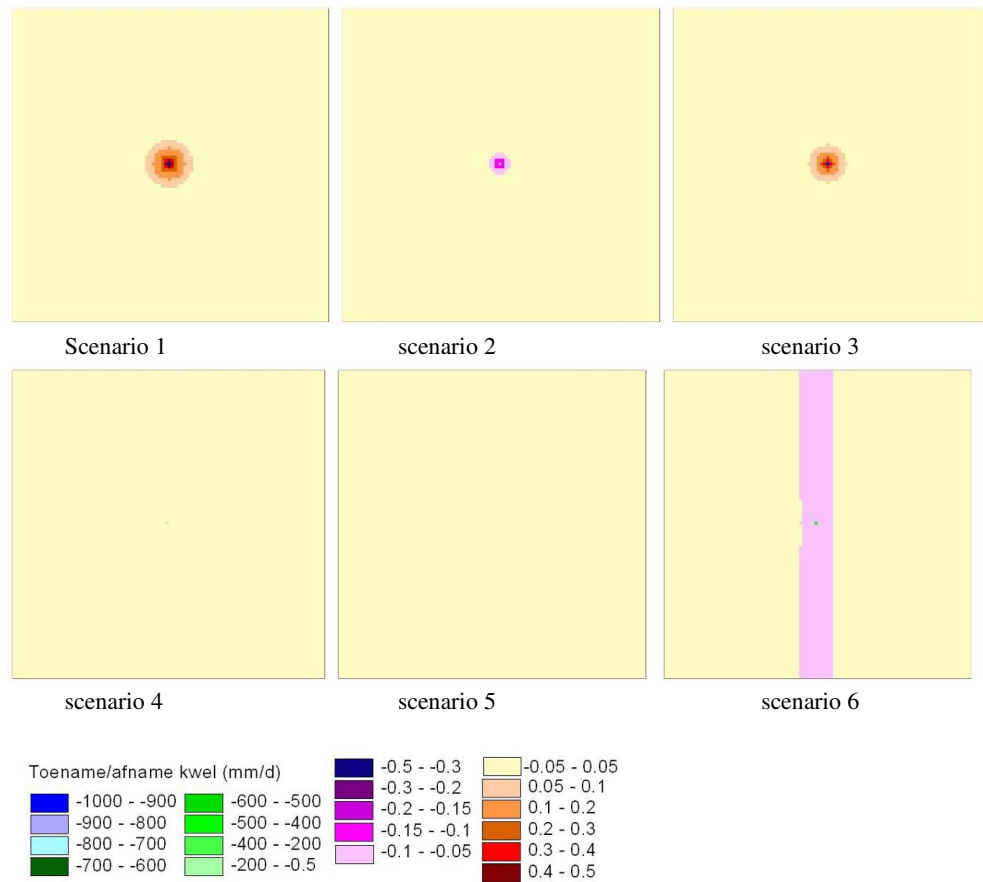 Scenario 1
scenario 2
scenario 3
scenario 4
scenario 5
scenario 6
Toename/afname kwel (mm/d)
-1000 - -900
-900 - -800
-800 - -700
-700 - -600
-600 - -500
-500 - -400
-400 - -200
-200 - -0.5
-0.5 - -0.3
-0.3 - -0.2
-0.2 - -0.15
-0.15 - -0.1
-0.1 - -0.05
-0.05 - 0.05
0.05 - 0.1
0.1 - 0.2
0.2 - 0.3
0.3 - 0.4
0.4 - 0.5